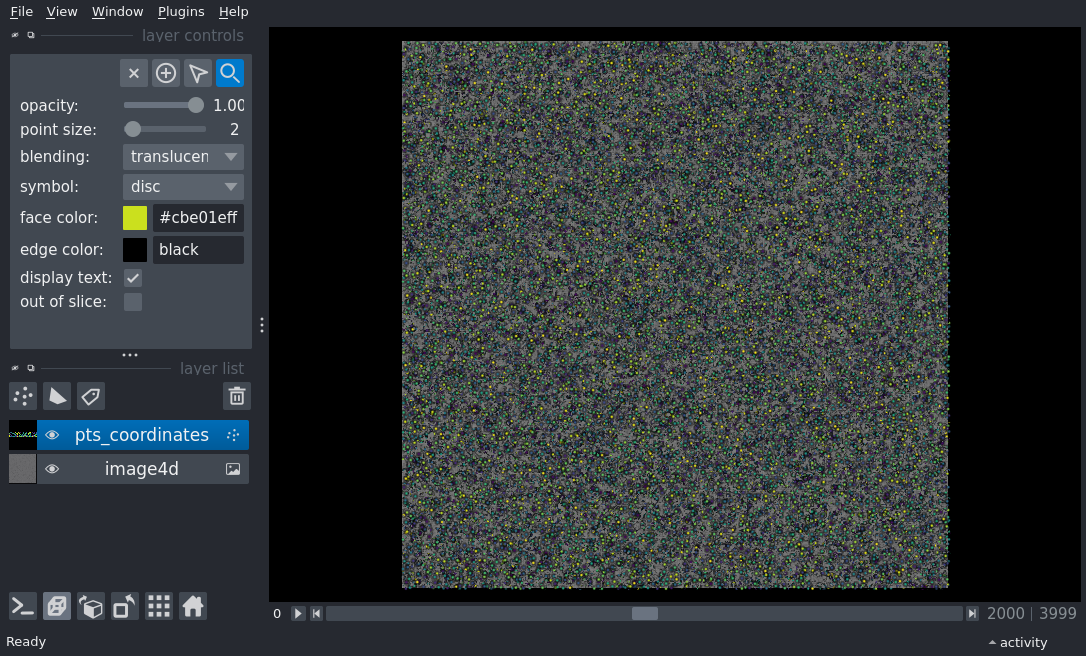 File View Window Plugins Help
layer controls
opacity: 1.00
point size: 2
blending: translucen
symbol: disc
face color: #cbe01eff
edge color: black
display text:
out of slice:
layer list
pts_coordinates
image4d
0 2000 3999
Ready activity